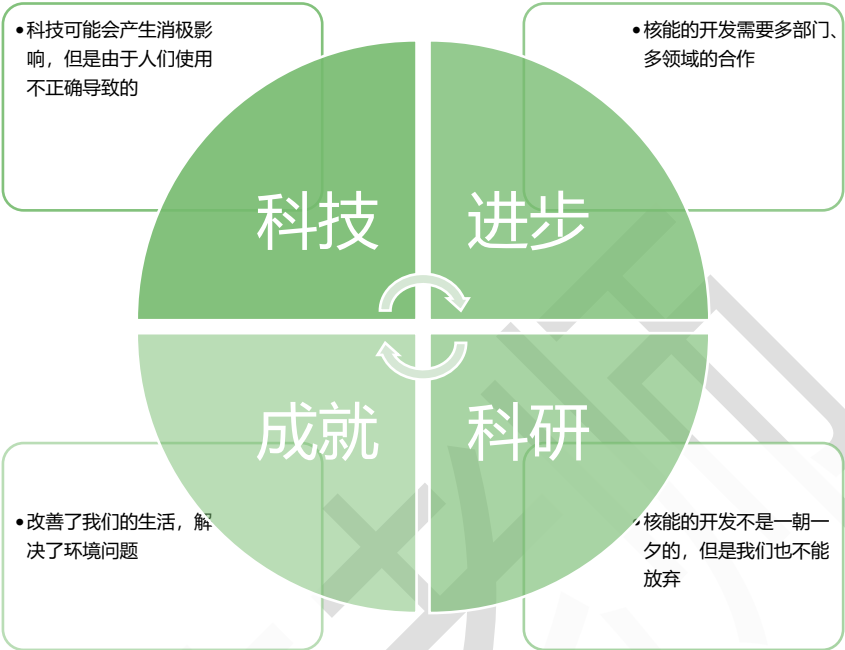 •科技可能会产生消极影
响，但是由于人们使用
不正确导致的
•核能的开发需要多部门、
多领域的合作
科技
进步
成就
科研
•改善了我们的生活，解
决了环境问题
•核能的开发不是一朝一
夕的，但是我们也不能
放弃